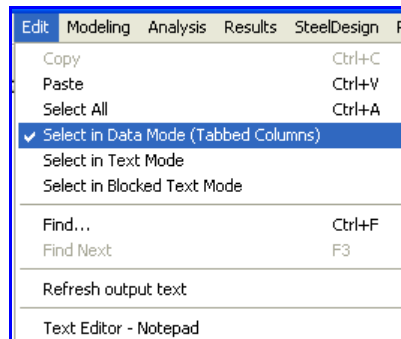 Edit Modeling Analysis Results SteelDesign
Copy Ctrl+C
Paste Ctrl+V
Select All Ctrl+A
Select in Data Mode (Tabbed Columns)
Select in Text Mode
Select in Blocked Text Mode
Find... Ctrl+F
Find Next F3
Refresh output text
Text Editor - Notepad